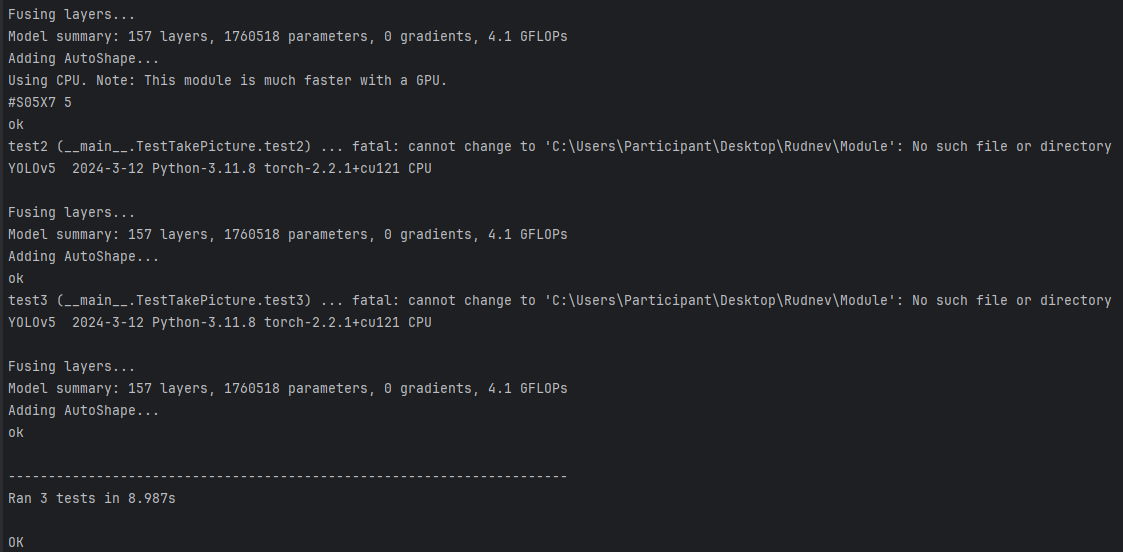 Fusing layers...
Model summary: 157 layers, 1760518 parameters, 0 gradients, 4.1 GFLOPs
Adding AutoShape...
Using CPU. Note: This module is much faster with a GPU.
#S05X7 5
ok
test2 (__main__.TestTakePicture.test2) ... fatal: cannot change to 'C:\Users\Participant\Desktop\Rudnev\Module': No such file or directory
YOLOv5  2024-3-12 Python-3.11.8 torch-2.2.1+cu121 CPU
Fusing layers...
Model summary: 157 layers, 1760518 parameters, 0 gradients, 4.1 GFLOPs
Adding AutoShape...
ok
test3 (__main__.TestTakePicture.test3) ... fatal: cannot change to 'C:\Users\Participant\Desktop\Rudnev\Module': No such file or directory
YOLOv5  2024-3-12 Python-3.11.8 torch-2.2.1+cu121 CPU
Fusing layers...
Model summary: 157 layers, 1760518 parameters, 0 gradients, 4.1 GFLOPs
Adding AutoShape...
ok
----------------------------------------------------------------------
Ran 3 tests in 8.987s
OK